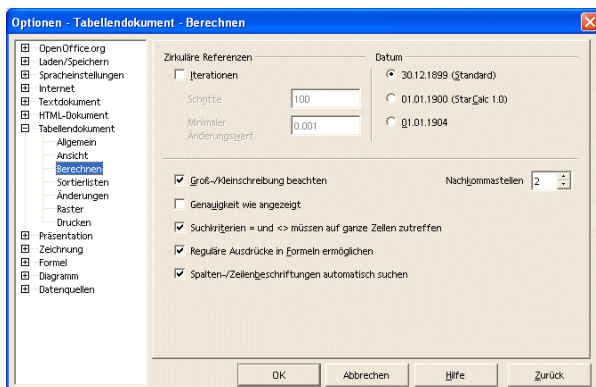 Optionen - Tabellendokument - Berechnen
OpenOffice.org
Laden/Speichern
Spracheinstellungen
Internet
Textdokument
HTML-Dokument
Tabellendokument
Allgemein
Ansicht
Berechnen
Sortierlisten
Änderungen
Raster
Drucken
Präsentation
Zeichnung
Formel
Diagramm
Datenquellen
Zirkuläre Referenzen
Iterationen
Schritte 100
Minimaler
Änderungswert 0,001
Datum
30.12.1899 (Standard)
01.01.1900 (StarCalc 1.0)
01.01.1904
Groß-/Kleinschreibung beachten
Nachkommastellen 2
Genauigkeit wie angezeigt
Suchkriterien = und <> müssen auf ganze Zellen zutreffen
Reguläre Ausdrücke in Formeln ermöglichen
Spalten-/Zeilenbeschriftungen automatisch suchen
OK Abbrechen Hilfe Zurück